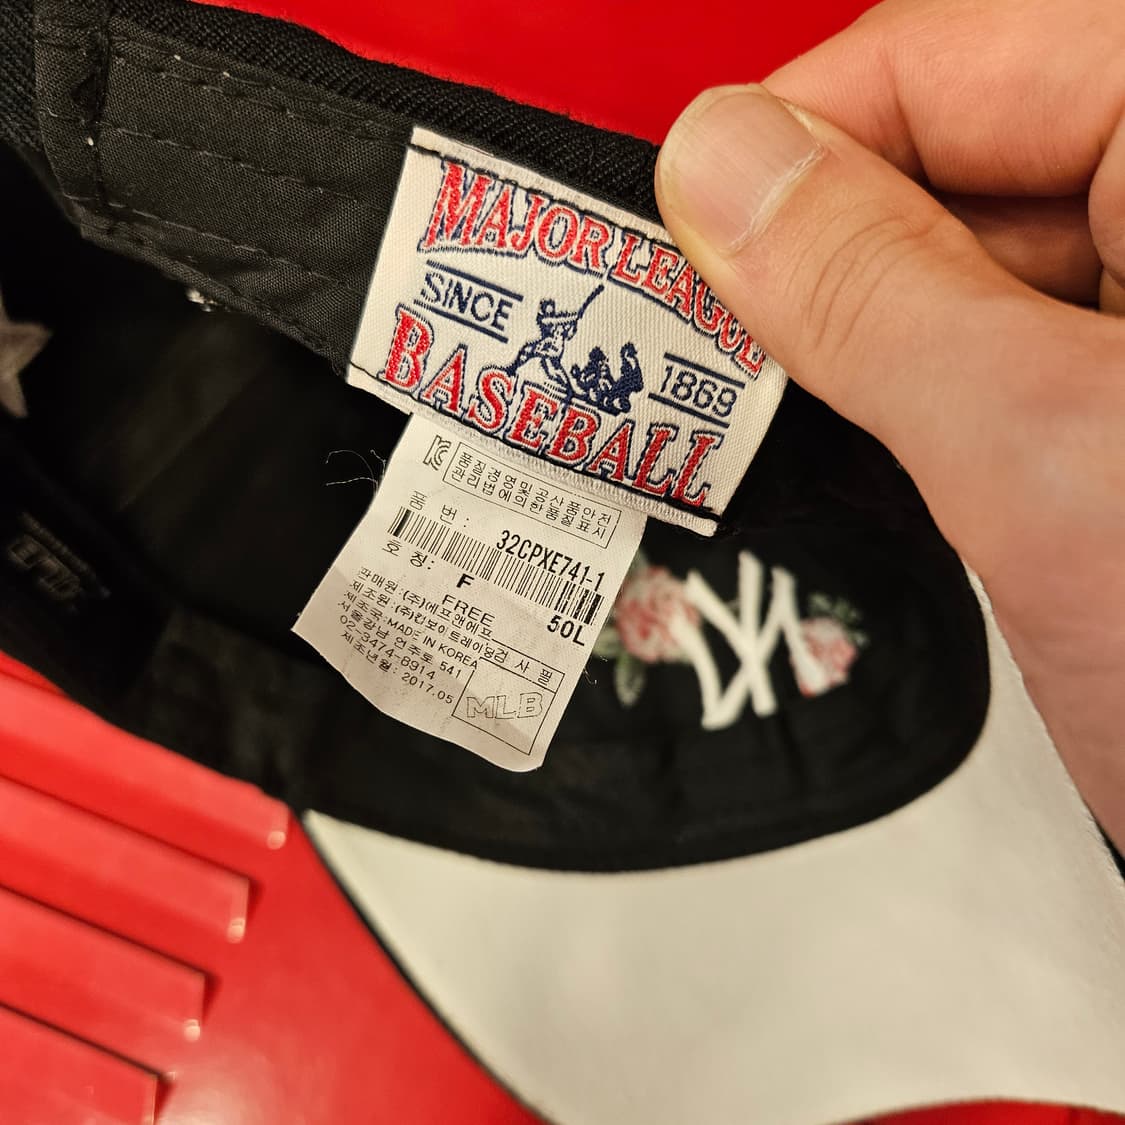 MAJOR LEAGUE
SINCE 1869
BASEBALL
품질경영및공산품안전
관리법에의한품질표시
품 번 : 32CPXE741-1
호 칭: F
FREE 50L
판매원:(주)에프앤에프
제조원:(주)킴보이트레이딩
제조국:MADE IN KOREA
서울강남 언주로 541
02-3474-8914
제조년월: 2017.05
검 사 필
MLB
NY